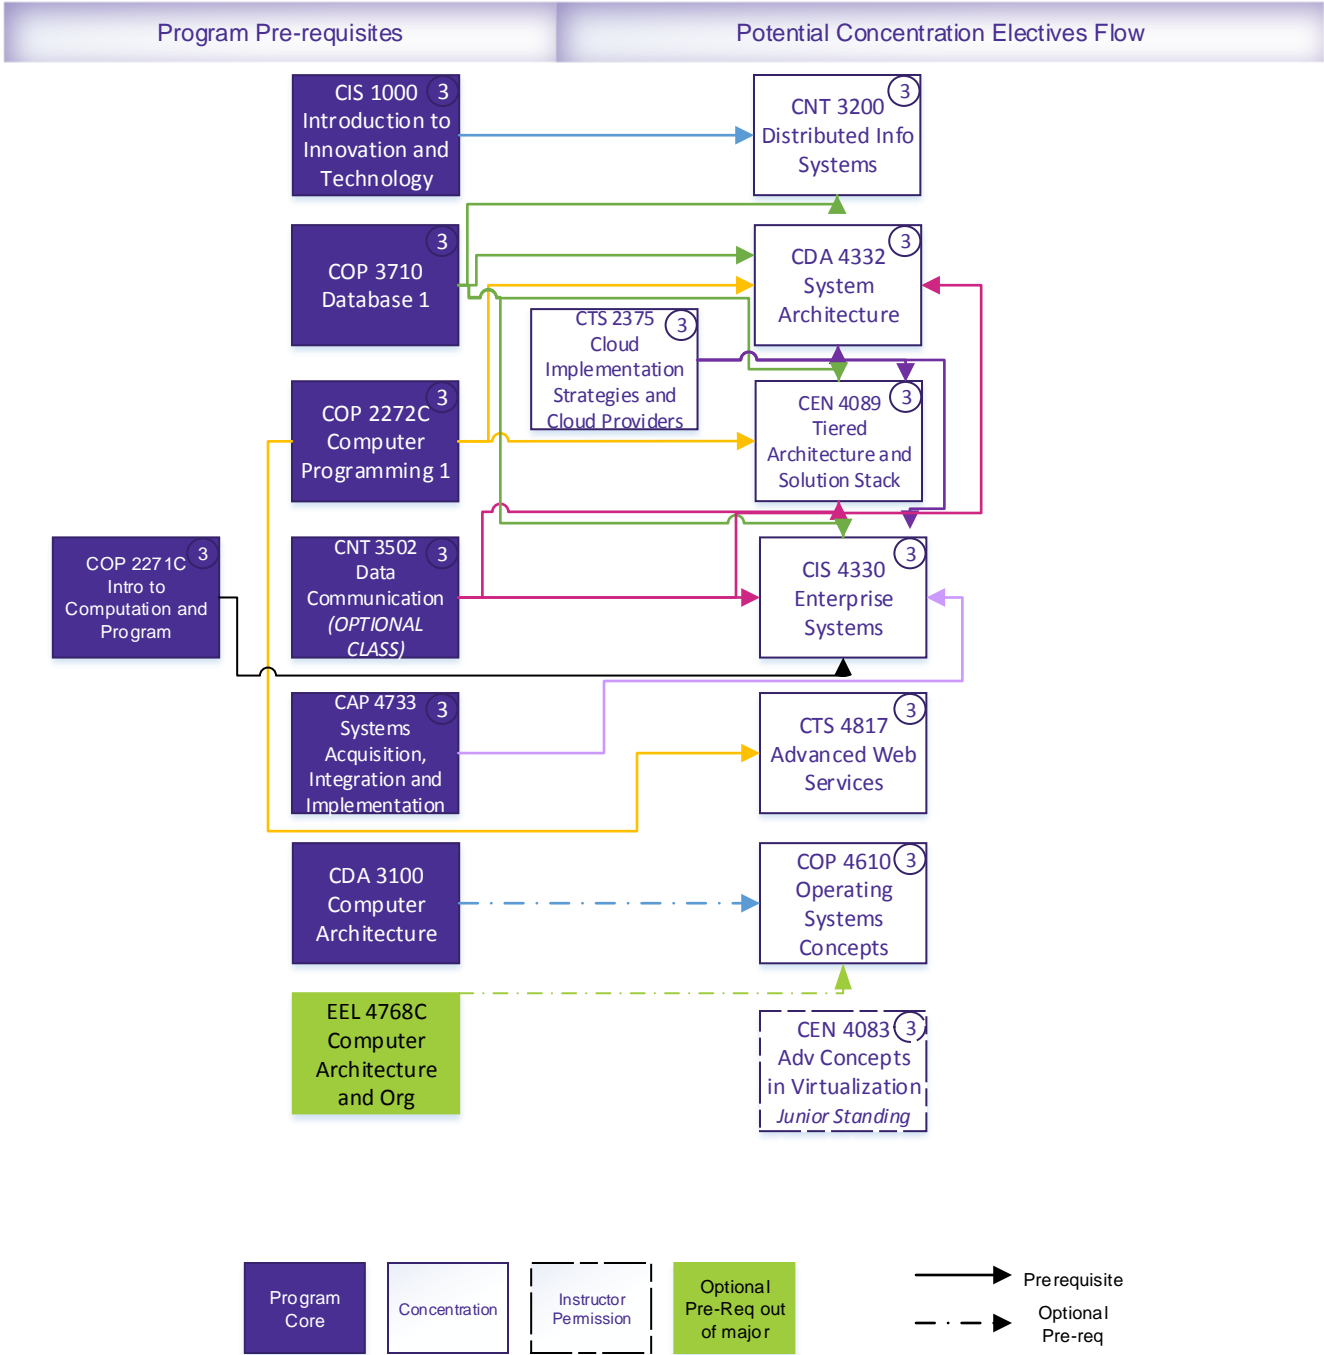 Program Pre-requisites
Potential Concentration Electives Flow
CIS 1000
3
Introduction to
Innovation and
Technology
CNT 3200
3
Distributed Info
Systems
COP 3710
3
Database 1
CDA 4332
3
System
Architecture
CTS 2375
3
Cloud
Implementation
Strategies and
Cloud Providers
COP 2272C
3
Computer
Programming 1
CEN 4089
3
Tiered
Architecture and
Solution Stack
COP 2271C
3
Intro to
Computation and
Program
CNT 3502
3
Data
Communication
(OPTIONAL
CLASS)
CIS 4330
3
Enterprise
Systems
CAP 4733
3
Systems
Acquisition,
Integration and
Implementation
CTS 4817
3
Advanced Web
Services
CDA 3100
Computer
Architecture
COP 4610
3
Operating
Systems
Concepts
EEL 4768C
Computer
Architecture
and Org
CEN 4083
3
Adv Concepts
in Virtualization
Junior Standing
Program
Core
Concentration
Instructor
Permission
Optional
Pre-Req out
of major
Prerequisite
Optional
Pre-req